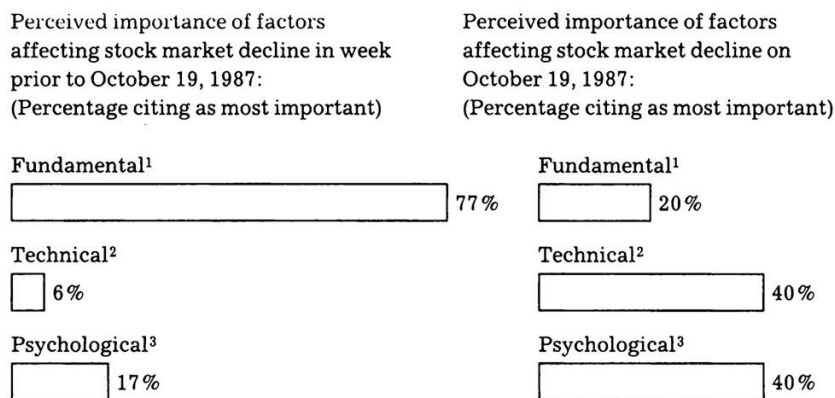 Perceived importance of factors
affecting stock market decline in week
prior to October 19, 1987:
(Percentage citing as most important)
Fundamental¹
77%
Technical²
6%
Psychological³
17%
Perceived importance of factors
affecting stock market decline on
October 19, 1987:
(Percentage citing as most important)
Fundamental¹
20%
Technical²
40%
Psychological³
40%